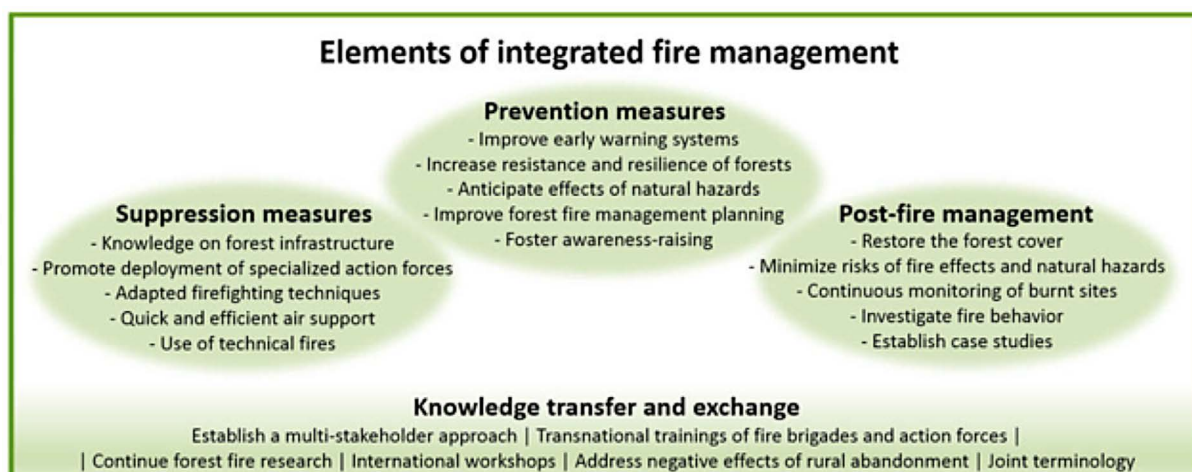 Elements of integrated fire management
Prevention measures
- Improve early warning systems
- Increase resistance and resilience of forests
- Anticipate effects of natural hazards
- Improve forest fire management planning
- Foster awareness-raising
Suppression measures
- Knowledge on forest infrastructure
- Promote deployment of specialized action forces
- Adapted firefighting techniques
- Quick and efficient air support
- Use of technical fires
Post-fire management
- Restore the forest cover
- Minimize risks of fire effects and natural hazards
- Continuous monitoring of burnt sites
- Investigate fire behavior
- Establish case studies
Knowledge transfer and exchange
Establish a multi-stakeholder approach | Transnational trainings of fire brigades and action forces |
| Continue forest fire research | International workshops | Address negative effects of rural abandonment | Joint terminology